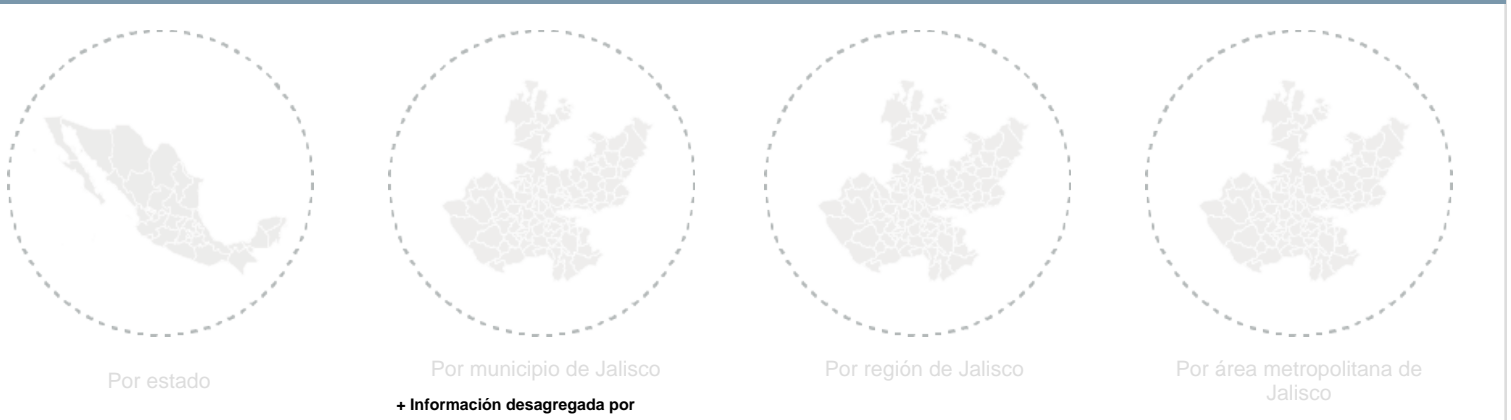 Por estado
Por municipio de Jalisco
Por región de Jalisco
Por área metropolitana de
Jalisco
+ Información desagregada por